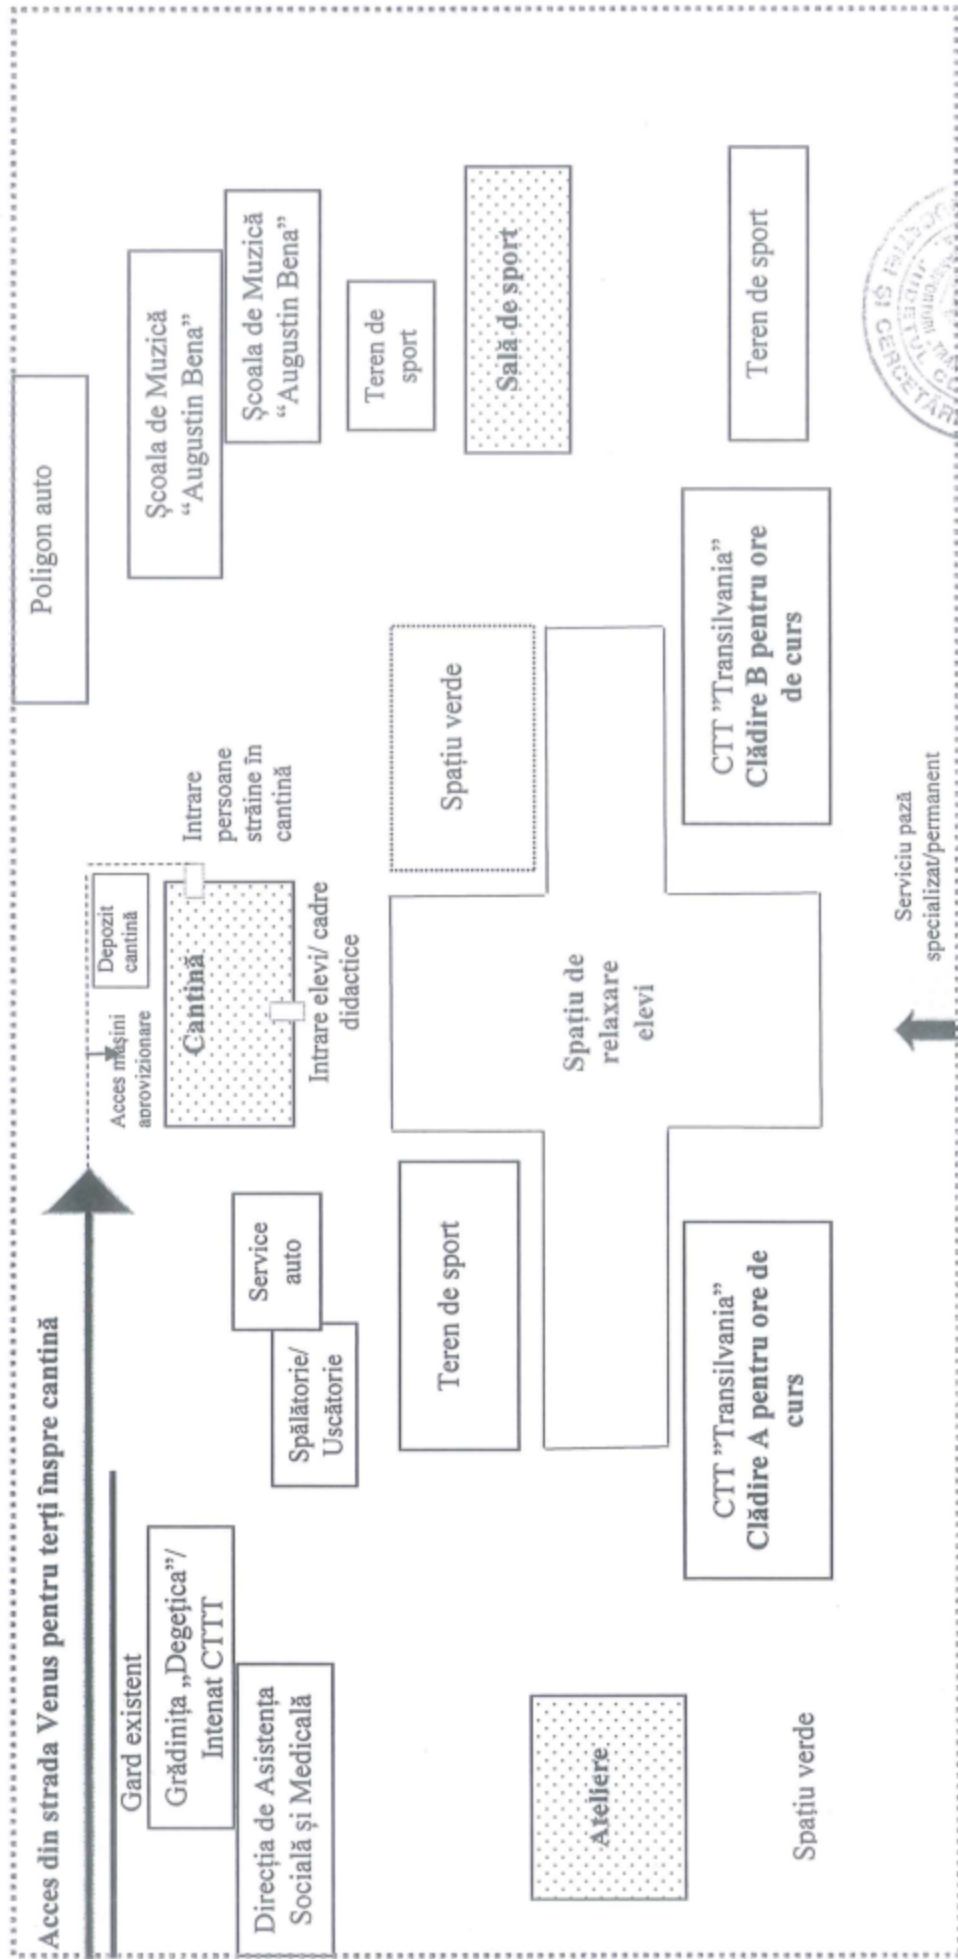 Acces din strada Venus pentru terți înspre cantină
Gard existent
Grădinița „Degețica”/
Intenat CTTT
Direcția de Asistența
Socială și Medicală
Ateliere
Spațiu verde
Service
auto
Spălătorie/
Uscătorie
Teren de sport
CTT ”Transilvania”
Clădire A pentru ore de
curs
Acces mașini
aprovizionare
Depozit
cantină
Cantină
Intrare elevi/ cadre
didactice
Intrare
persoane
străine în
cantină
Spațiu de
relaxare
elevi
Serviciu pază
specializat/permanent
Spațiu verde
CTT ”Transilvania”
Clădire B pentru ore
de curs
Poligon auto
Școala de Muzică
“Augustin Bena”
Școala de Muzică
“Augustin Bena”
Teren de
sport
Sală de sport
Teren de sport
ȘI CERCETĂR
JUDEȚUL